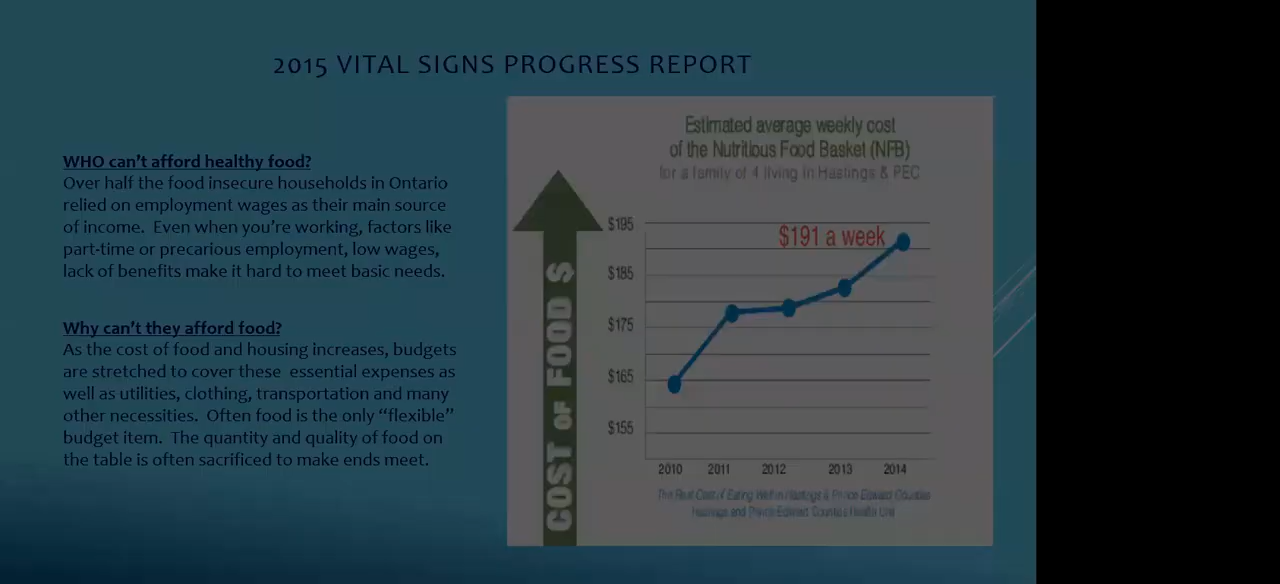 2015 VITAL SIGNS PROGRESS REPORT
WHO can't afford healthy food?
Over half the food insecure households in Ontario
relied on employment wages as their main source
of income.  Even when you're working, factors like
part-time or precarious employment, low wages,
lack of benefits make it hard to meet basic needs.
Why can't they afford food?
As the cost of food and housing increases, budgets
are stretched to cover these  essential expenses as
well as utilities, clothing, transportation and many
other necessities.  Often food is the only “flexible”
budget item.  The quantity and quality of food on
the table is often sacrificed to make ends meet.
Estimated average weekly cost
of the Nutritious Food Basket (NFB)
for a family of 4 living in Hastings & PEC
COST OF FOOD $
$195
$191 a week
$185
$175
$165
$155
2010 2011 2012 2013 2014
The Real Cost of Eating Well in Hastings & Prince Edward Counties
Hastings and Prince Edward Counties Health Unit